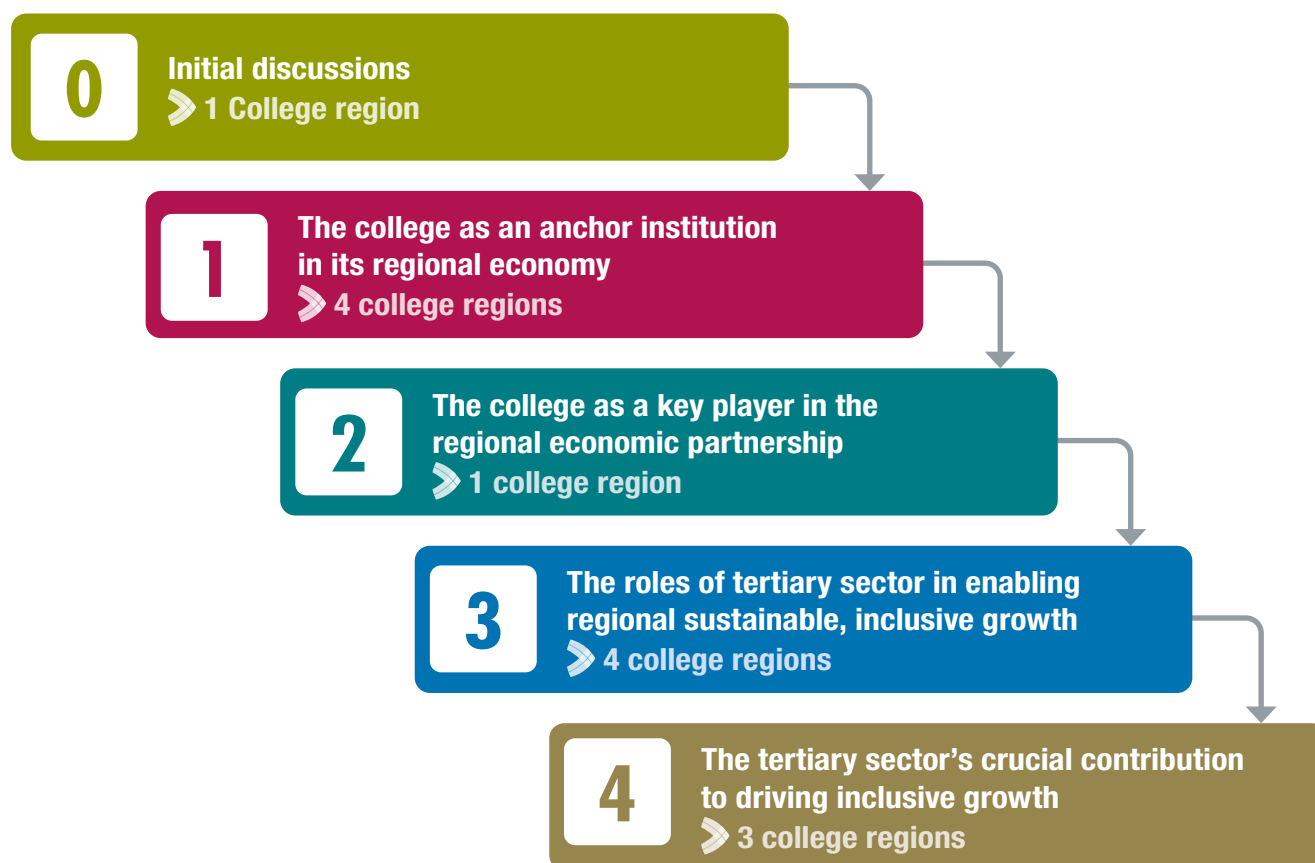 0
Initial discussions
1 College region
1
The college as an anchor institution
in its regional economy
4 college regions
2
The college as a key player in the
regional economic partnership
1 college region
3
The roles of tertiary sector in enabling
regional sustainable, inclusive growth
4 college regions
4
The tertiary sector’s crucial contribution
to driving inclusive growth
3 college regions